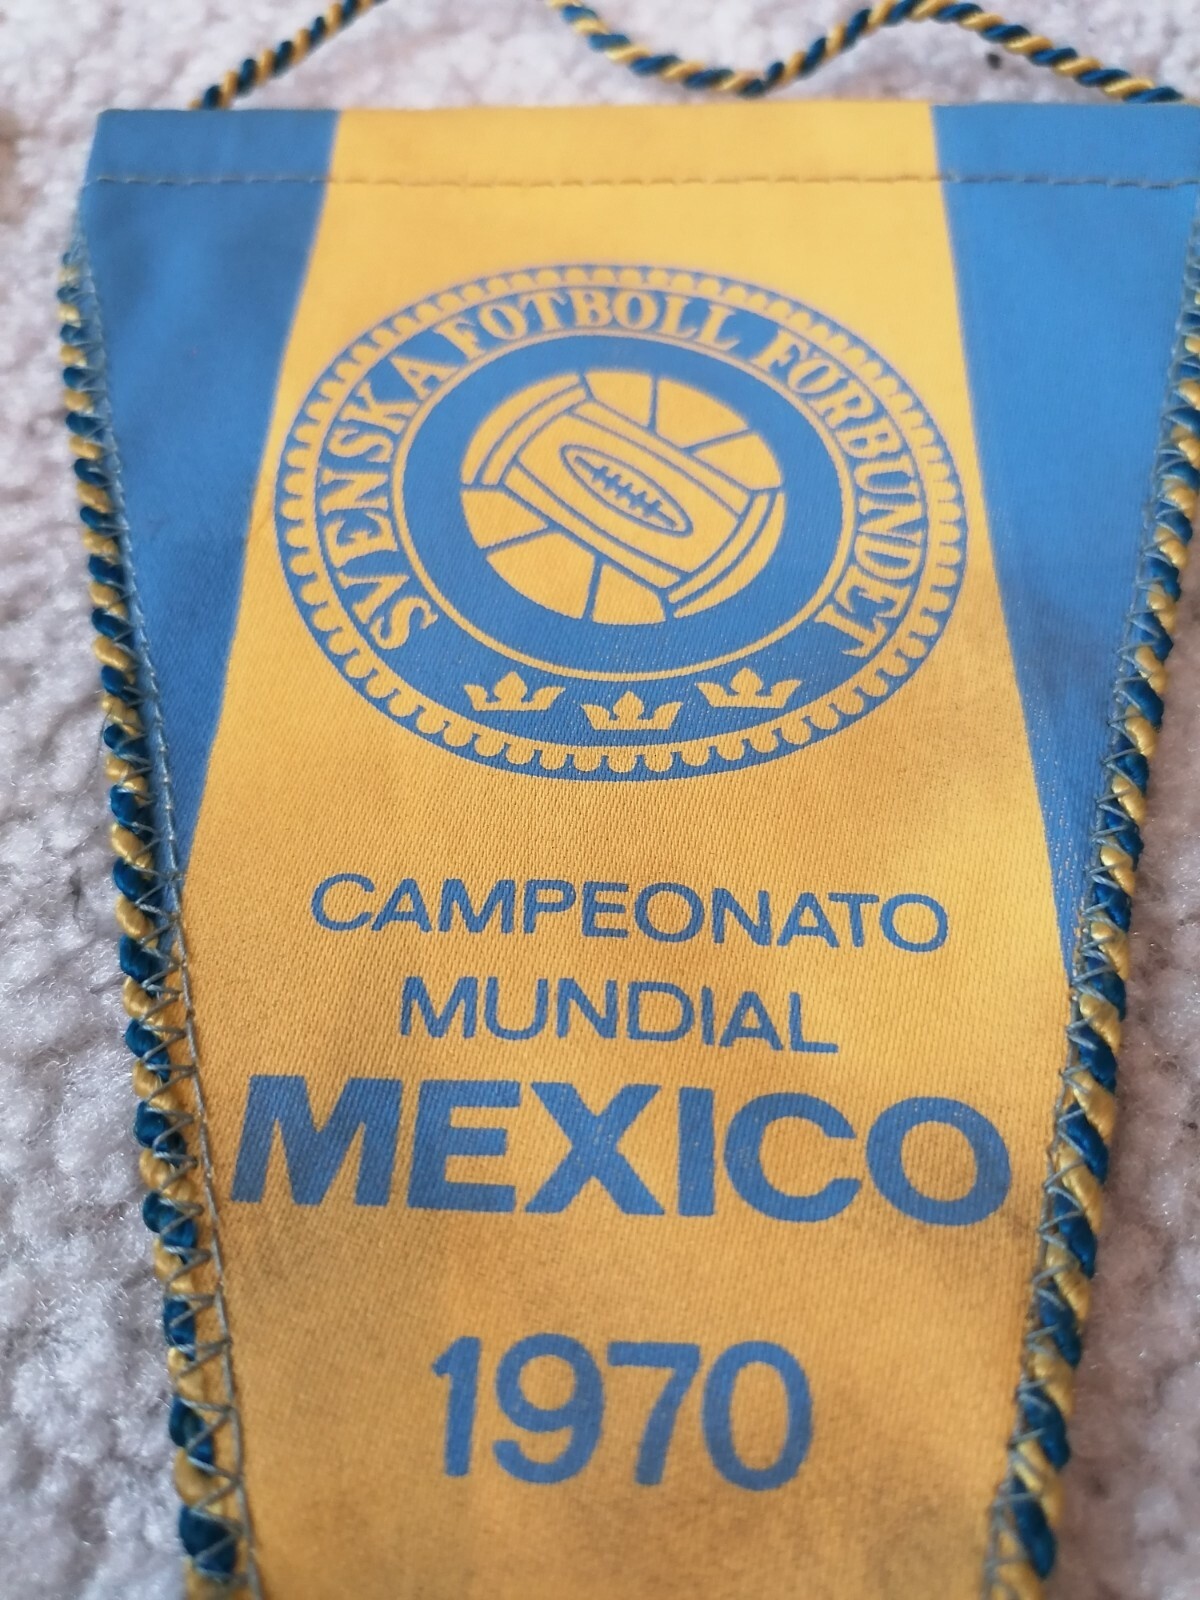 SVENSKA FOTBOLL FÖRBUNDET
CAMPEONATO
MUNDIAL
MEXICO
1970